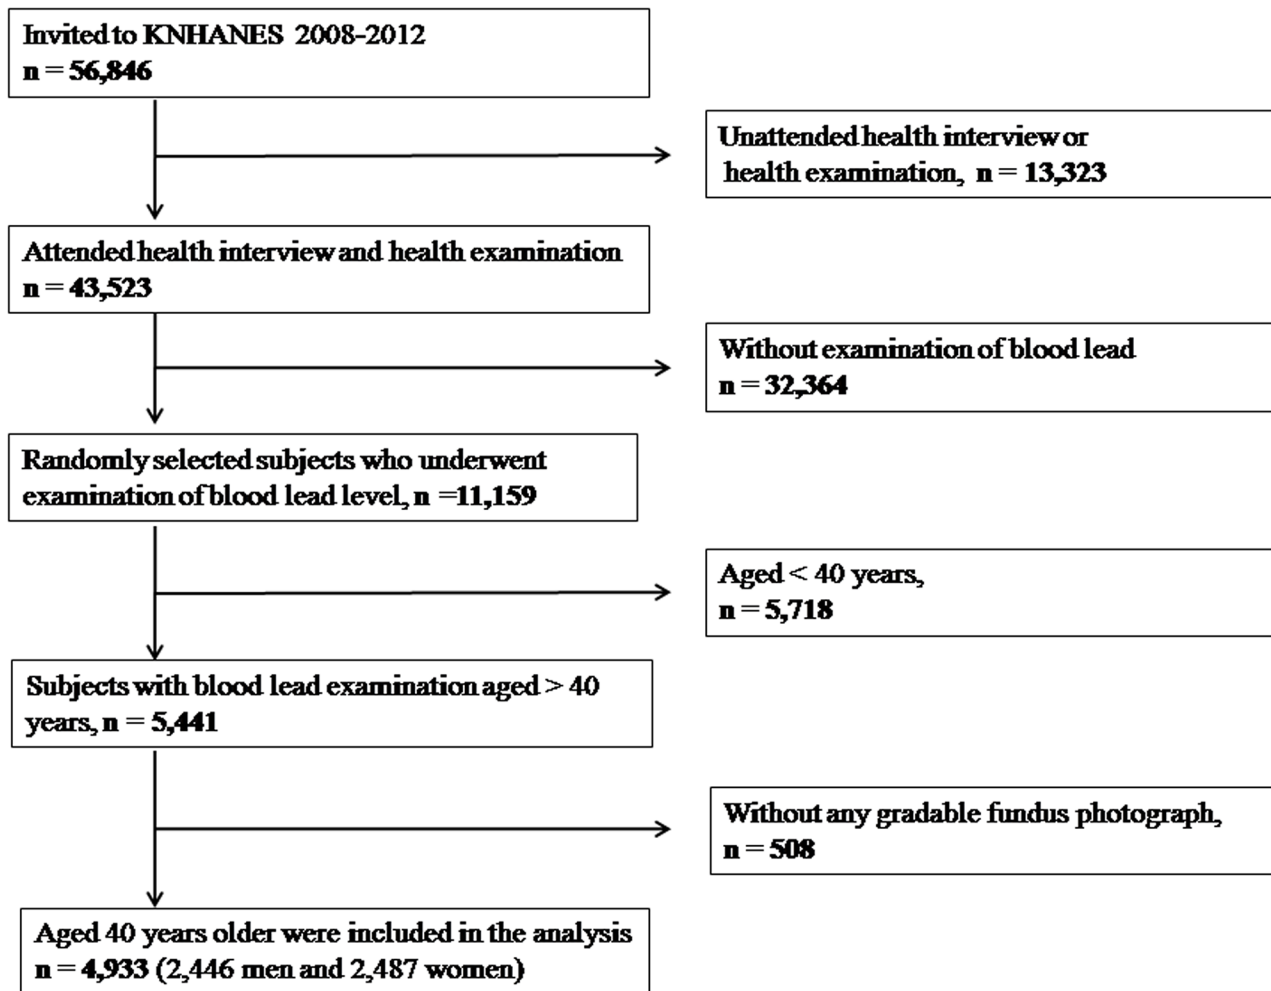 Invited to KNHANES 2008-2012
n = 56,846
Unattended health interview or
health examination, n = 13,323
Attended health interview and health examination
n = 43,523
Without examination of blood lead
n = 32,364
Randomly selected subjects who underwent
examination of blood lead level, n =11,159
Aged < 40 years,
n = 5,718
Subjects with blood lead examination aged > 40
years, n = 5,441
Without any gradable fundus photograph,
n = 508
Aged 40 years older were included in the analysis
n = 4,933 (2,446 men and 2,487 women)